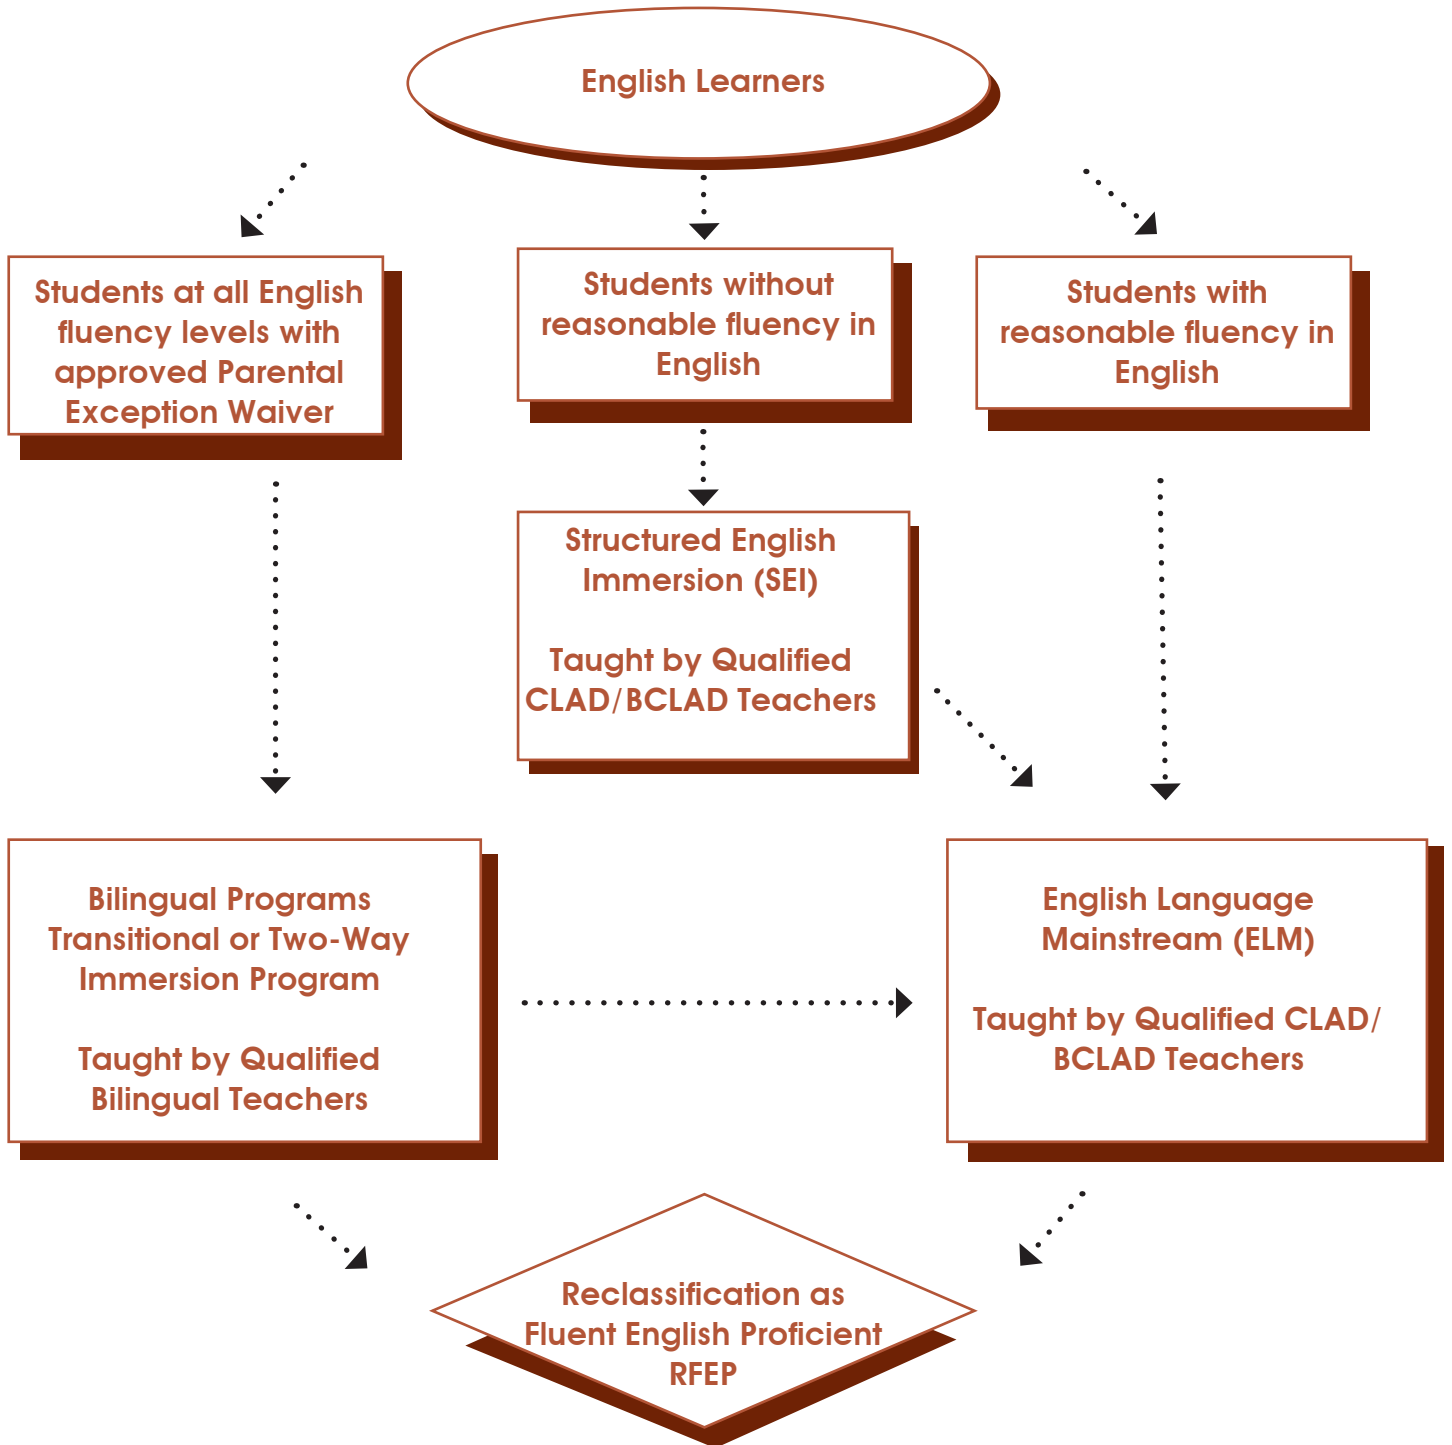 English Learners
Students at all English
fluency levels with
approved Parental
Exception Waiver
Students without
reasonable fluency in
English
Students with
reasonable fluency in
English
Structured English
Immersion (SEI)
Taught by Qualified
CLAD/BCLAD Teachers
Bilingual Programs
Transitional or Two-Way
Immersion Program
Taught by Qualified
Bilingual Teachers
English Language
Mainstream (ELM)
Taught by Qualified CLAD/
BCLAD Teachers
Reclassification as
Fluent English Proficient
RFEP